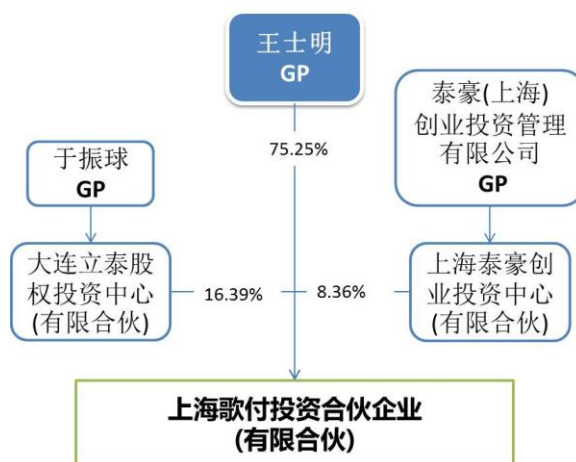 王士明
GP
泰豪(上海)
创业投资管理
有限公司
GP
75.25%
于振球
GP
大连立泰股
权投资中心
(有限合伙)
16.39%
8.36%
上海泰豪创
业投资中心
(有限合伙)
上海歌付投资合伙企业
(有限合伙)